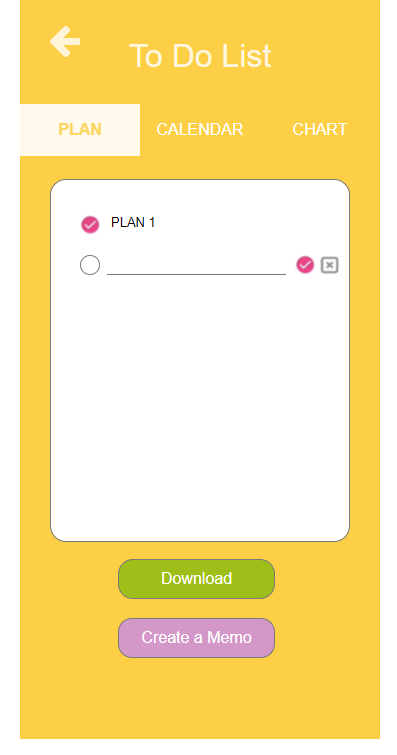 To Do List
PLAN CALENDAR CHART
PLAN 1
Download
Create a Memo